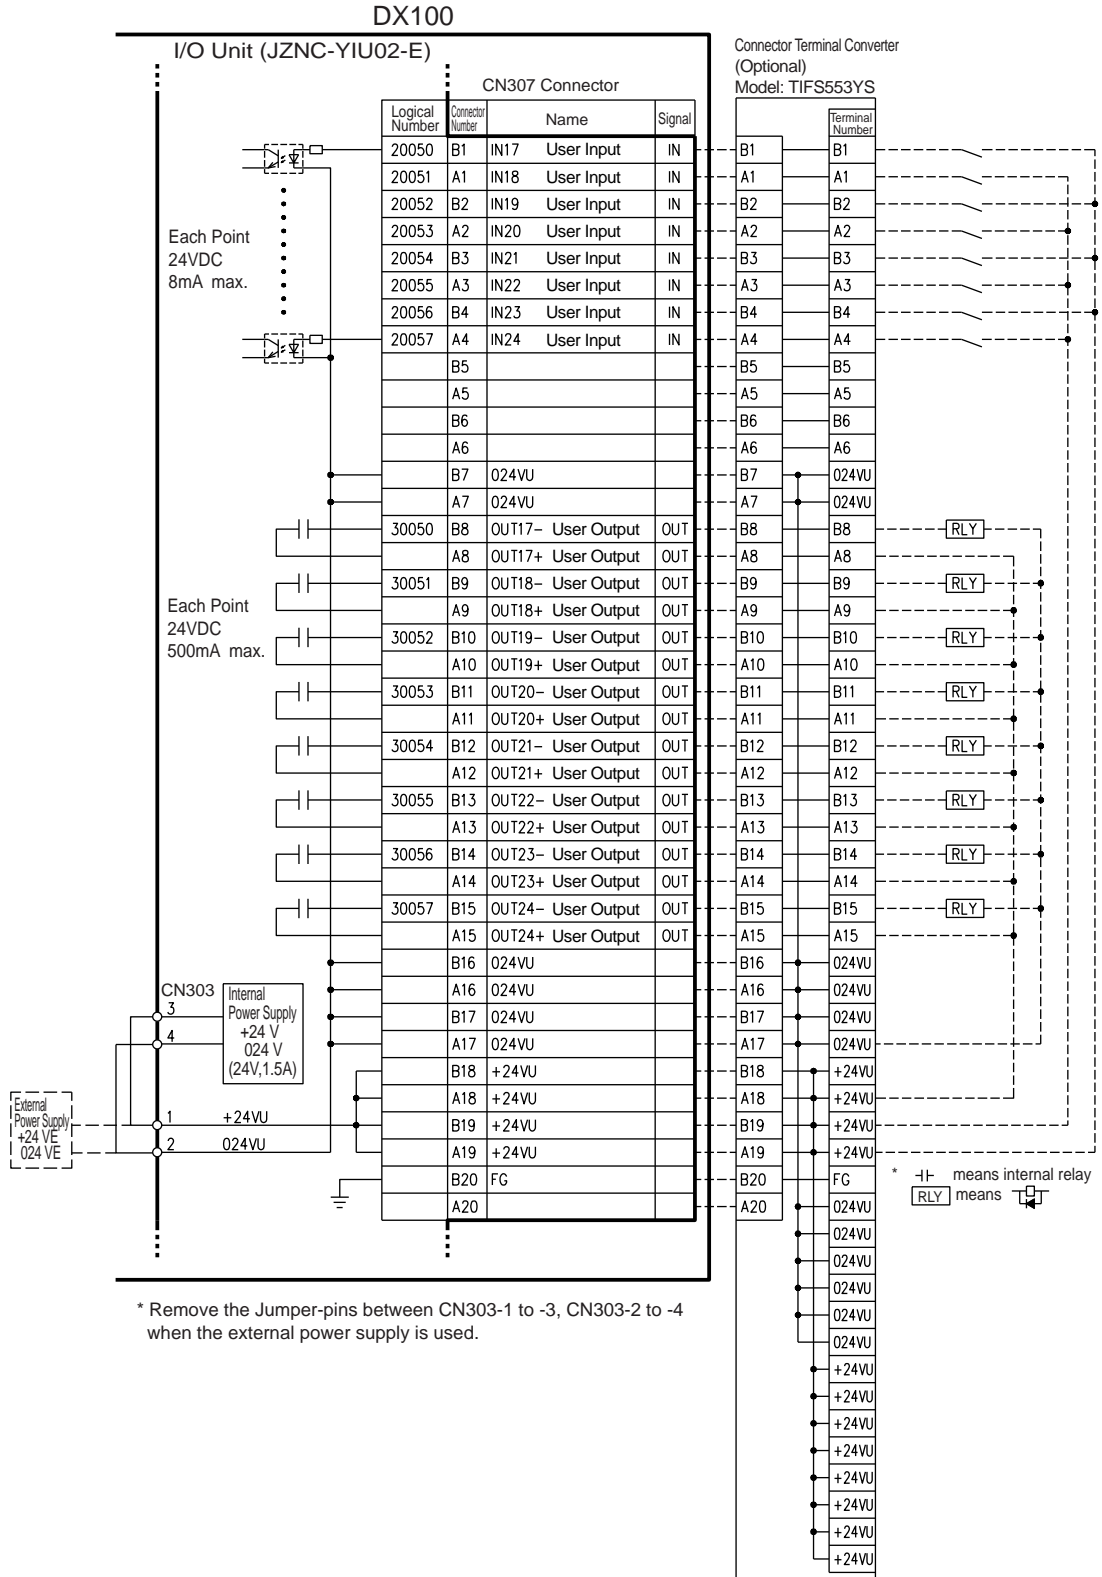 DX100
I/O Unit (JZNC-YIU02-E)
CN307 Connector
Connector Terminal Converter
(Optional)
Model: TIFS553YS
Logical Number Connector Number Name Signal Terminal Number
20050 B1 IN17 User Input IN B1 B1
20051 A1 IN18 User Input IN A1 A1
20052 B2 IN19 User Input IN B2 B2
20053 A2 IN20 User Input IN A2 A2
20054 B3 IN21 User Input IN B3 B3
20055 A3 IN22 User Input IN A3 A3
20056 B4 IN23 User Input IN B4 B4
20057 A4 IN24 User Input IN A4 A4
Each Point
24VDC
8mA max.
B5 B5 B5
A5 A5 A5
B6 B6 B6
A6 A6 A6
B7 024VU B7 024VU
A7 024VU A7 024VU
30050 B8 OUT17- User Output OUT B8 B8 RLY
A8 OUT17+ User Output OUT A8 A8
30051 B9 OUT18- User Output OUT B9 B9 RLY
A9 OUT18+ User Output OUT A9 A9
30052 B10 OUT19- User Output OUT B10 B10 RLY
A10 OUT19+ User Output OUT A10 A10
30053 B11 OUT20- User Output OUT B11 B11 RLY
A11 OUT20+ User Output OUT A11 A11
30054 B12 OUT21- User Output OUT B12 B12 RLY
A12 OUT21+ User Output OUT A12 A12
30055 B13 OUT22- User Output OUT B13 B13 RLY
A13 OUT22+ User Output OUT A13 A13
30056 B14 OUT23- User Output OUT B14 B14 RLY
A14 OUT23+ User Output OUT A14 A14
30057 B15 OUT24- User Output OUT B15 B15 RLY
A15 OUT24+ User Output OUT A15 A15
Each Point
24VDC
500mA max.
B16 024VU B16 024VU
A16 024VU A16 024VU
B17 024VU B17 024VU
A17 024VU A17 024VU
B18 +24VU B18 +24VU
A18 +24VU A18 +24VU
B19 +24VU B19 +24VU
A19 +24VU A19 +24VU
B20 FG B20 FG
A20 A20 024VU
024VU
024VU
024VU
024VU
024VU
+24VU
+24VU
+24VU
+24VU
+24VU
+24VU
+24VU
+24VU
CN303
3
4
Internal
Power Supply
+24 V
024 V
(24V,1.5A)
External
Power Supply
+24 VE
024 VE
1 +24VU
2 024VU
* means internal relay
RLY means
* Remove the Jumper-pins between CN303-1 to -3, CN303-2 to -4
when the external power supply is used.